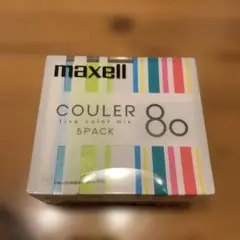 maxell
COULER 80
five color mix
5PACK